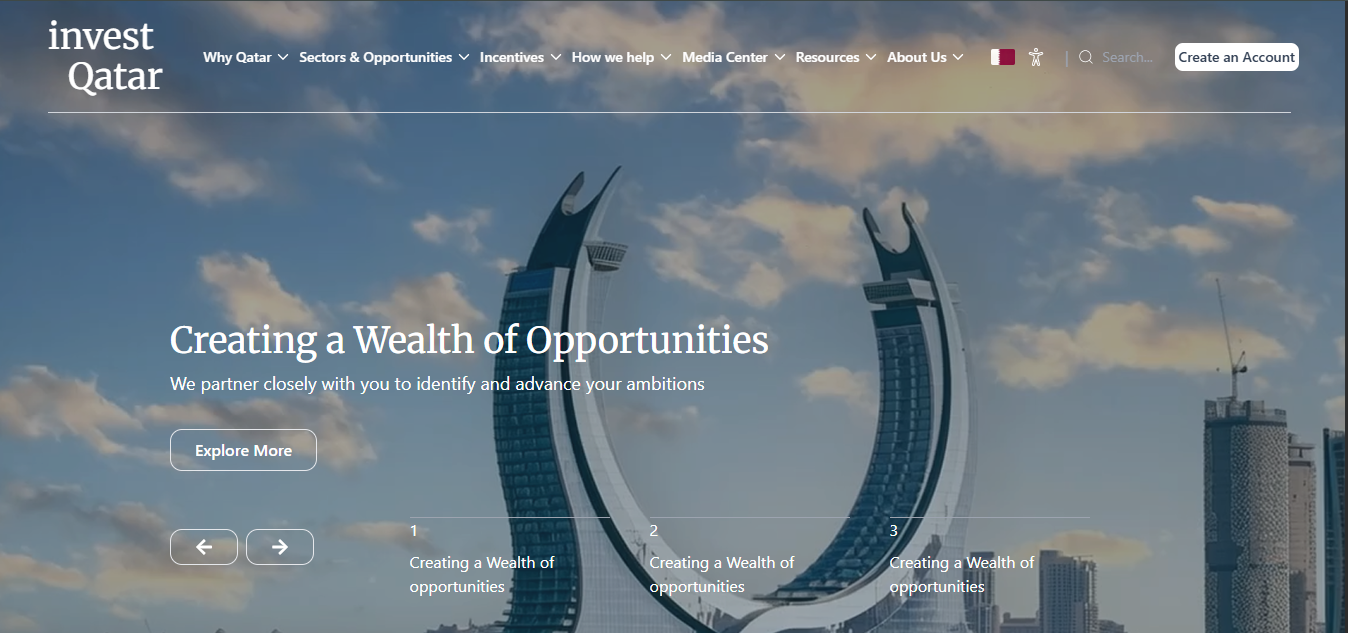 invest
Qatar
Why Qatar
Sectors & Opportunities
Incentives
How we help
Media Center
Resources
About Us
Search...
Create an Account
Creating a Wealth of Opportunities
We partner closely with you to identify and advance your ambitions
Explore More
1
Creating a Wealth of
opportunities
2
Creating a Wealth of
opportunities
3
Creating a Wealth of
opportunities